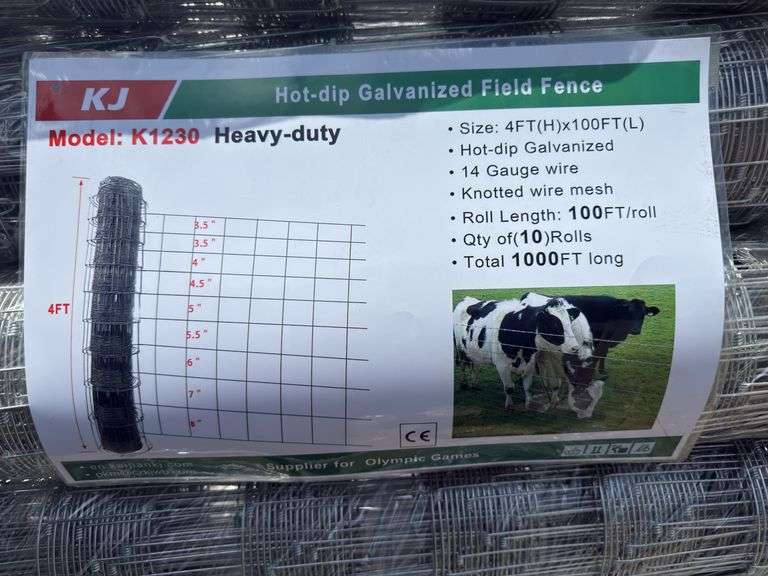 KJ
Hot-dip Galvanized Field Fence
Model: K1230 Heavy-duty
• Size: 4FT(H)x100FT(L)
• Hot-dip Galvanized
• 14 Gauge wire
• Knotted wire mesh
• Roll Length: 100FT/roll
• Qty of(10)Rolls
• Total 1000FT long
4FT
3.5"
3.5"
4"
4.5"
5"
5.5"
6"
7"
8"
CE
Supplier for Olympic Games